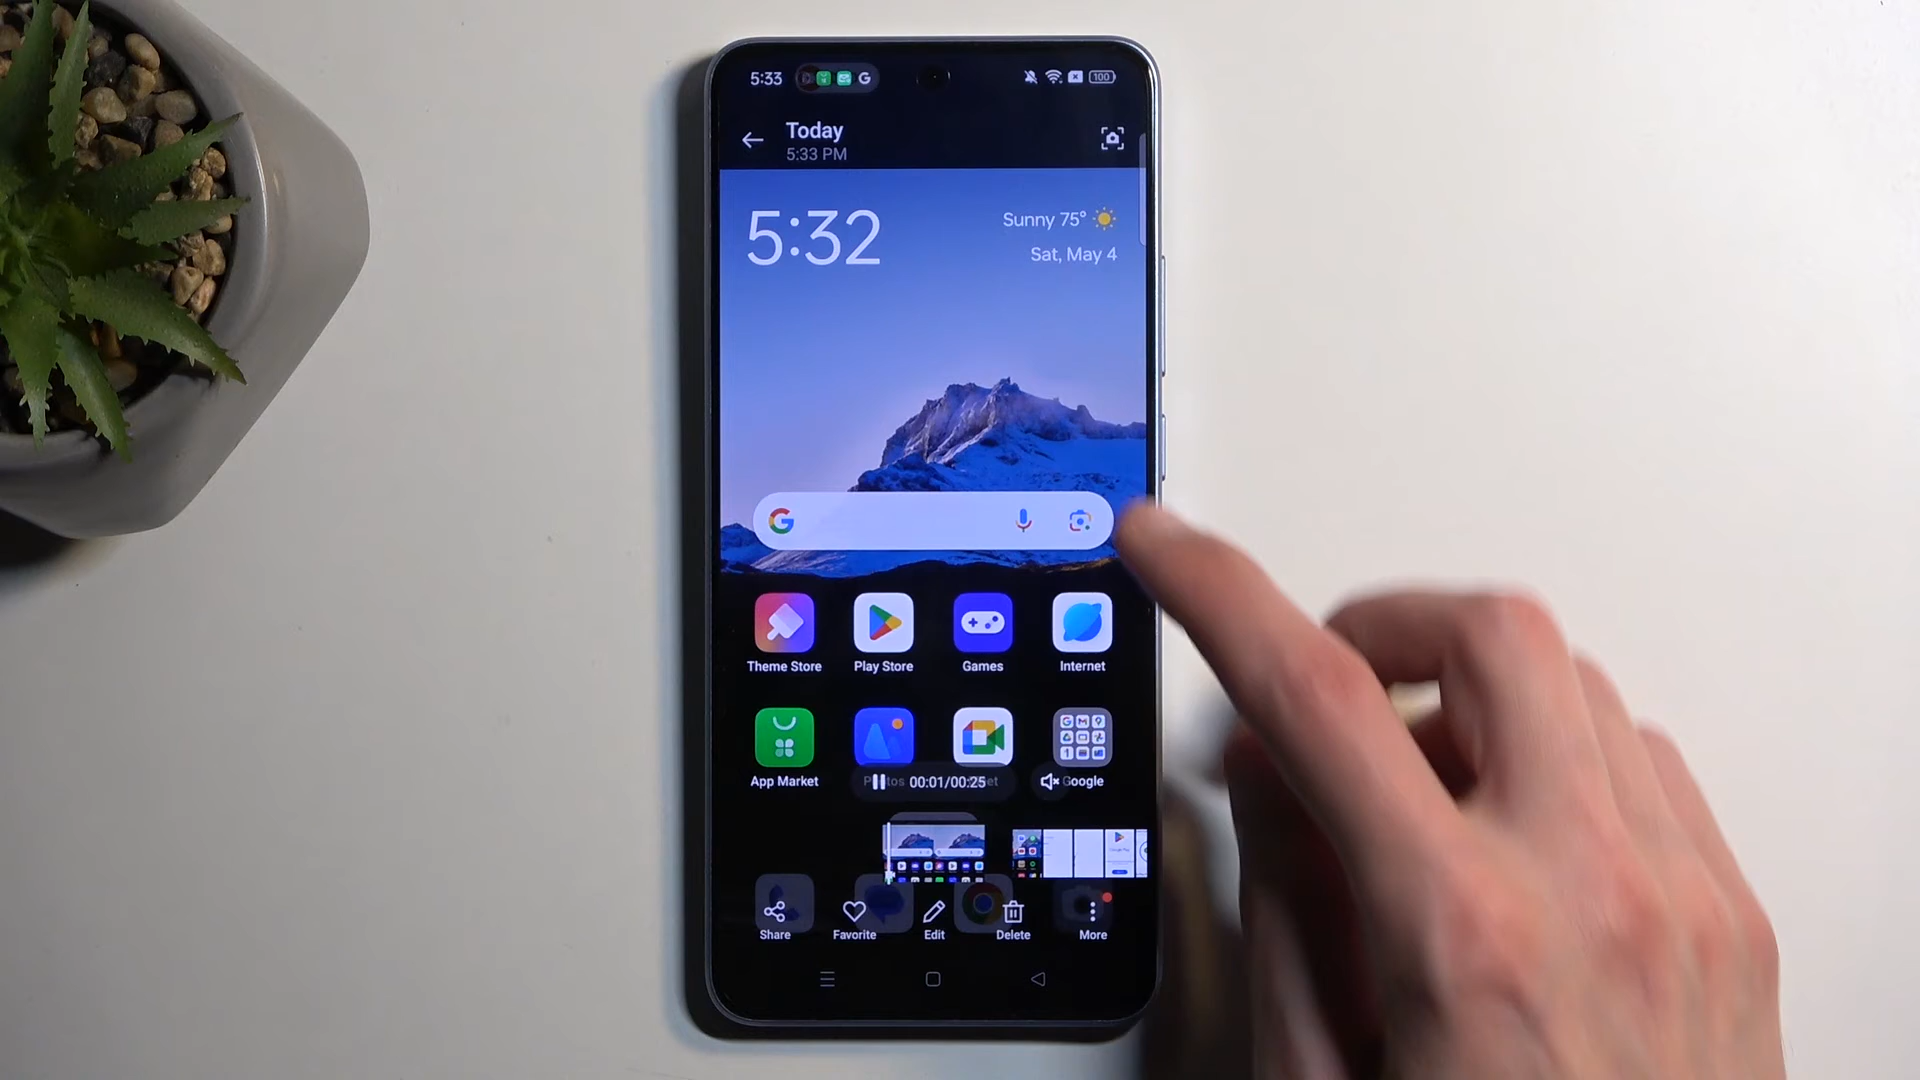 5:33 G 100
Today
5:33 PM
5:32
Sunny 75°
Sat, May 4
G
Theme Store Play Store Games Internet
App Market Google
00:01/00:25
Share Favorite Edit Delete More